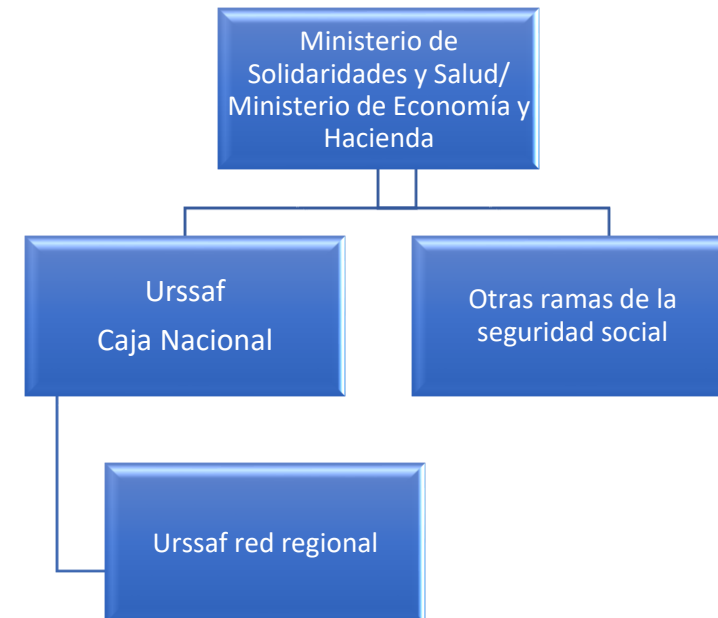 Ministerio de
Solidaridades y Salud/
Ministerio de Economía y
Hacienda
Urssaf
Caja Nacional
Otras ramas de la
seguridad social
Urssaf red regional